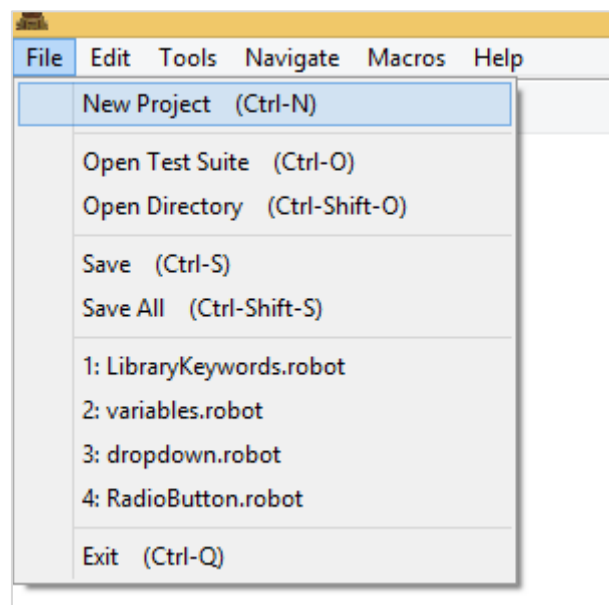 File Edit Tools Navigate Macros Help
New Project (Ctrl-N)
Open Test Suite (Ctrl-O)
Open Directory (Ctrl-Shift-O)
Save (Ctrl-S)
Save All (Ctrl-Shift-S)
1: LibraryKeywords.robot
2: variables.robot
3: dropdown.robot
4: RadioButton.robot
Exit (Ctrl-Q)